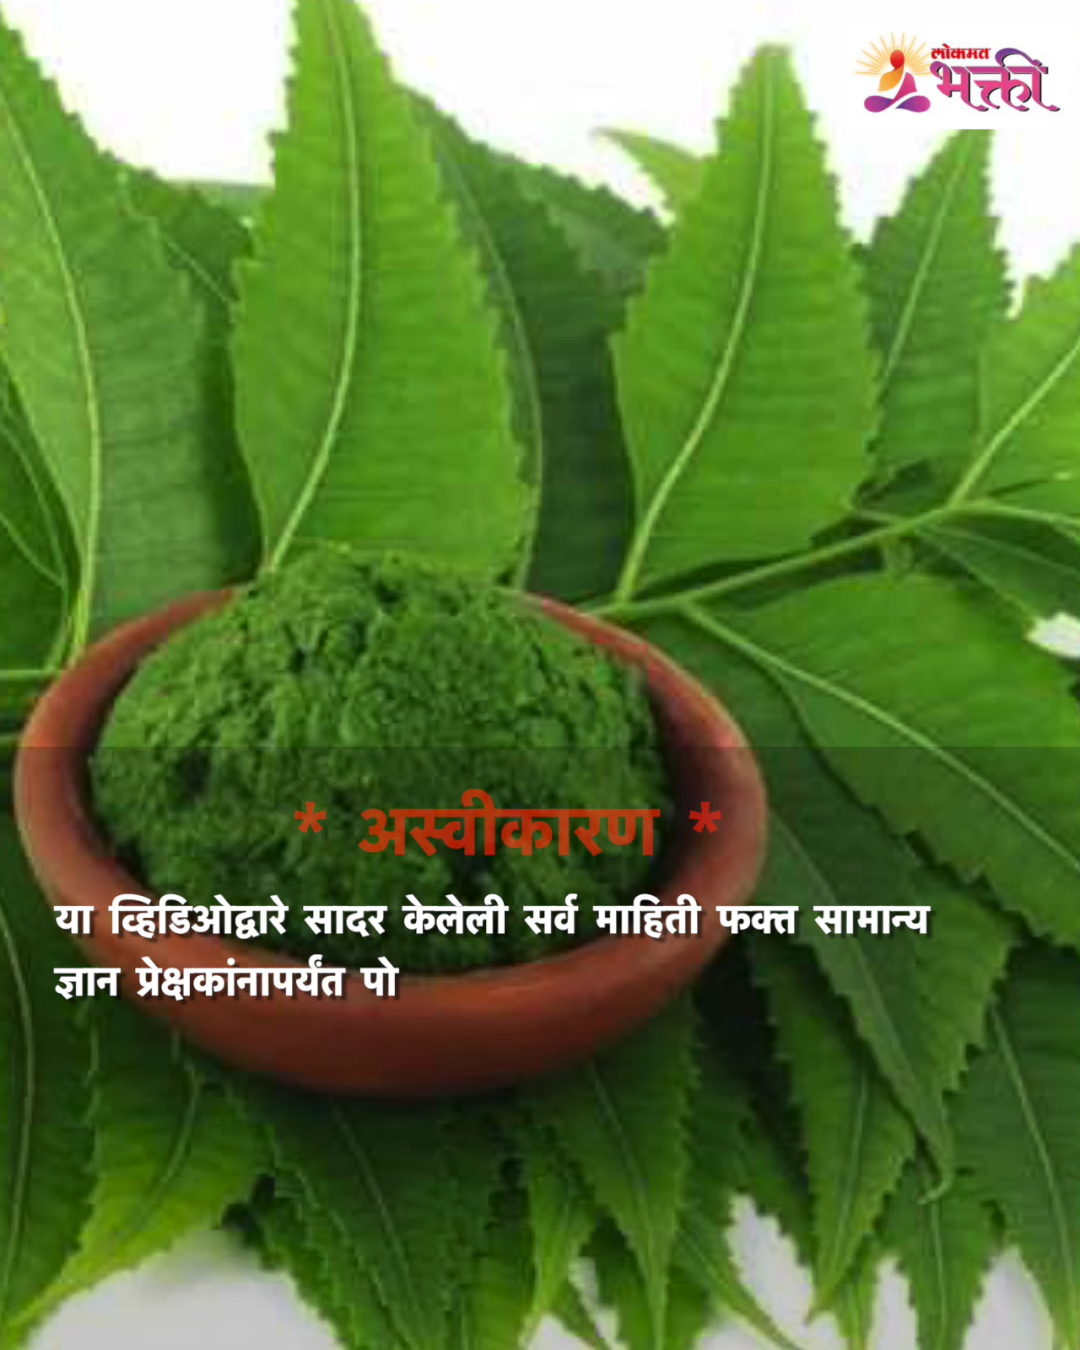 लोकमत
भक्ती
* अस्वीकारण *
या व्हिडिओद्वारे सादर केलेली सर्व माहिती फक्त सामान्य
ज्ञान प्रेक्षकांनापर्यंत पो